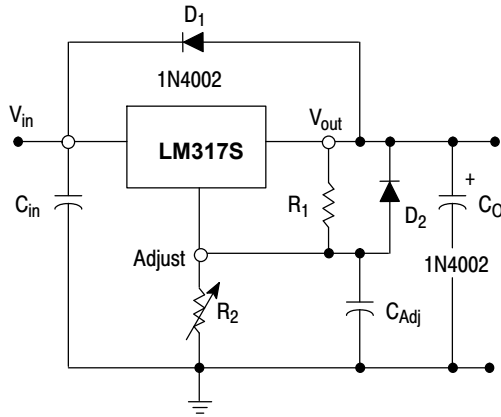 D1
1N4002
Vin
LM317S
Vout
Cin
R1
D2
+
CO
Adjust
1N4002
R2
CAdj